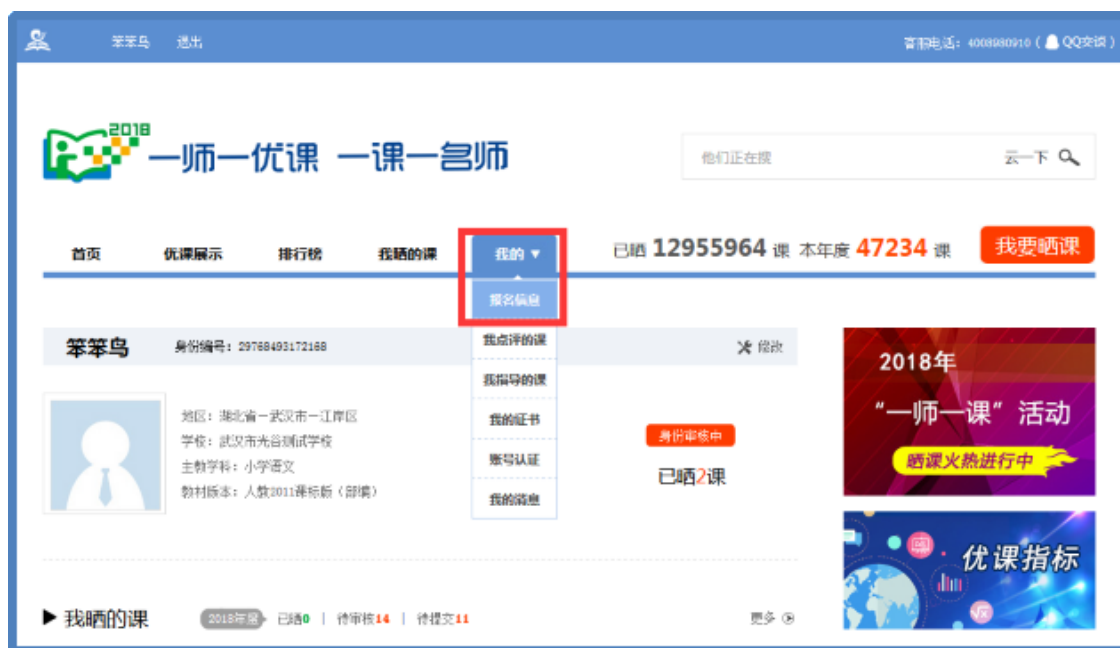 笨笨鸟 退出 客服电话：4008980910（ QQ交谈）
2018
一师一优课 一课一名师
他们正在搜 云一下
首页 优课展示 排行榜 我晒的课 我的 ▼ 已晒 12955964 课 本年度 47234 课 我要晒课
报名信息
我点评的课
我指导的课
我的证书
账号认证
我的消息
笨笨鸟 身份编号：29768493172168 修改
地区：湖北省一武汉市一江岸区
学校：武汉市光谷测试学校
主教学科：小学语文
教材版本：人教2011课标版（部编）
身份审核中
已晒2课
2018年
“一师一课”活动
晒课火热进行中
优课指标
▶ 我晒的课 2018年度 已晒0 | 待审核14 | 待提交11 更多